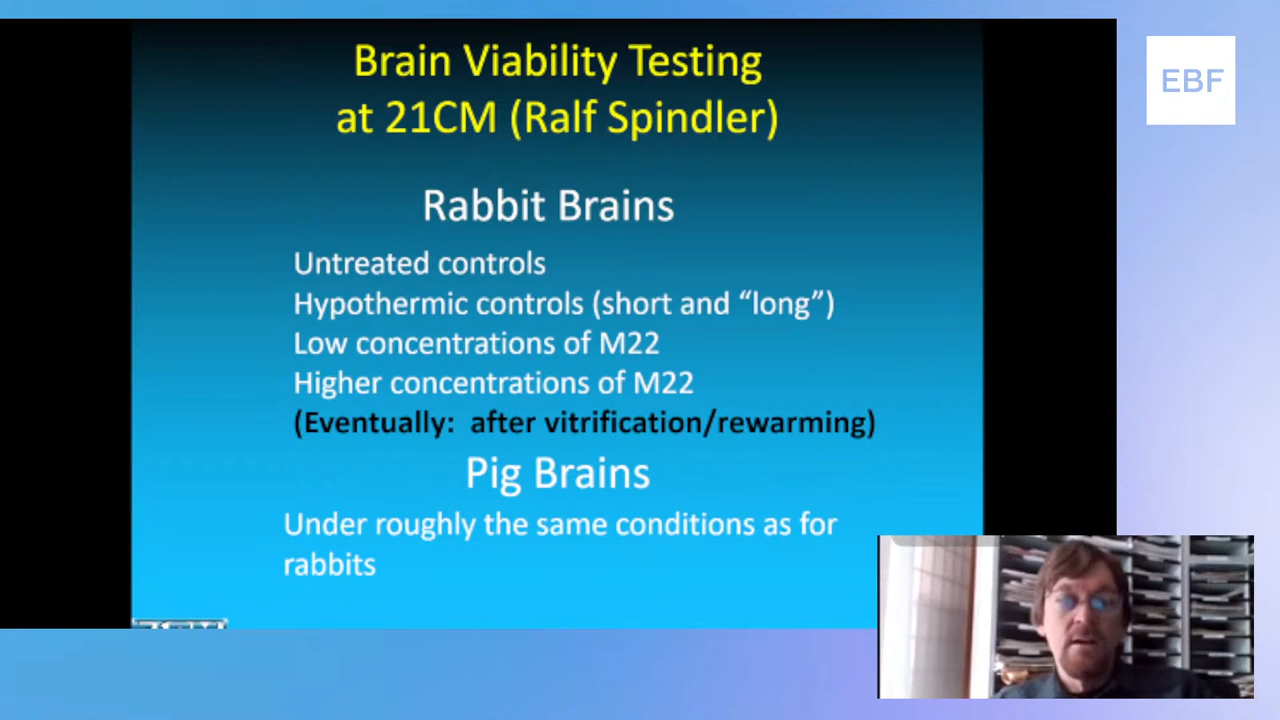 EBF
Brain Viability Testing
at 21CM (Ralf Spindler)
Rabbit Brains
Untreated controls
Hypothermic controls (short and “long”)
Low concentrations of M22
Higher concentrations of M22
(Eventually:  after vitrification/rewarming)
Pig Brains
Under roughly the same conditions as for
rabbits